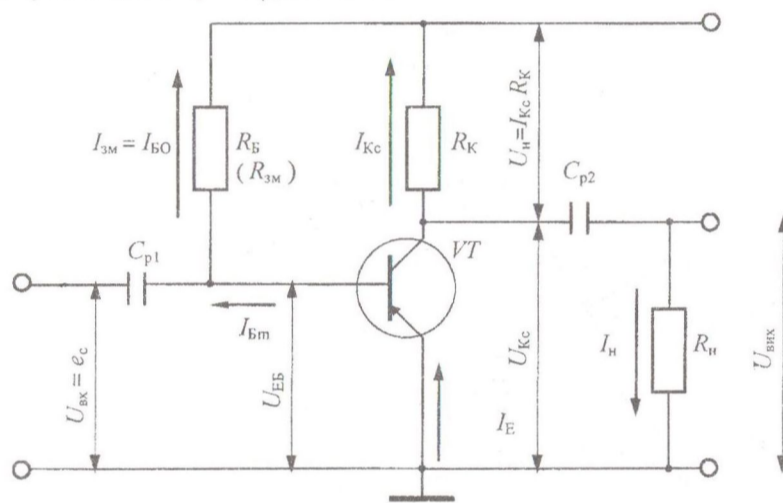 I_зм = I_БО
R_Б
(R_зм)
I_Кс
R_К
U_н=I_Кс R_К
C_р2
C_р1
VT
I_Бm
U_вх = e_с
U_ЕБ
I_Е
U_Кс
I_н
R_н
U_вих